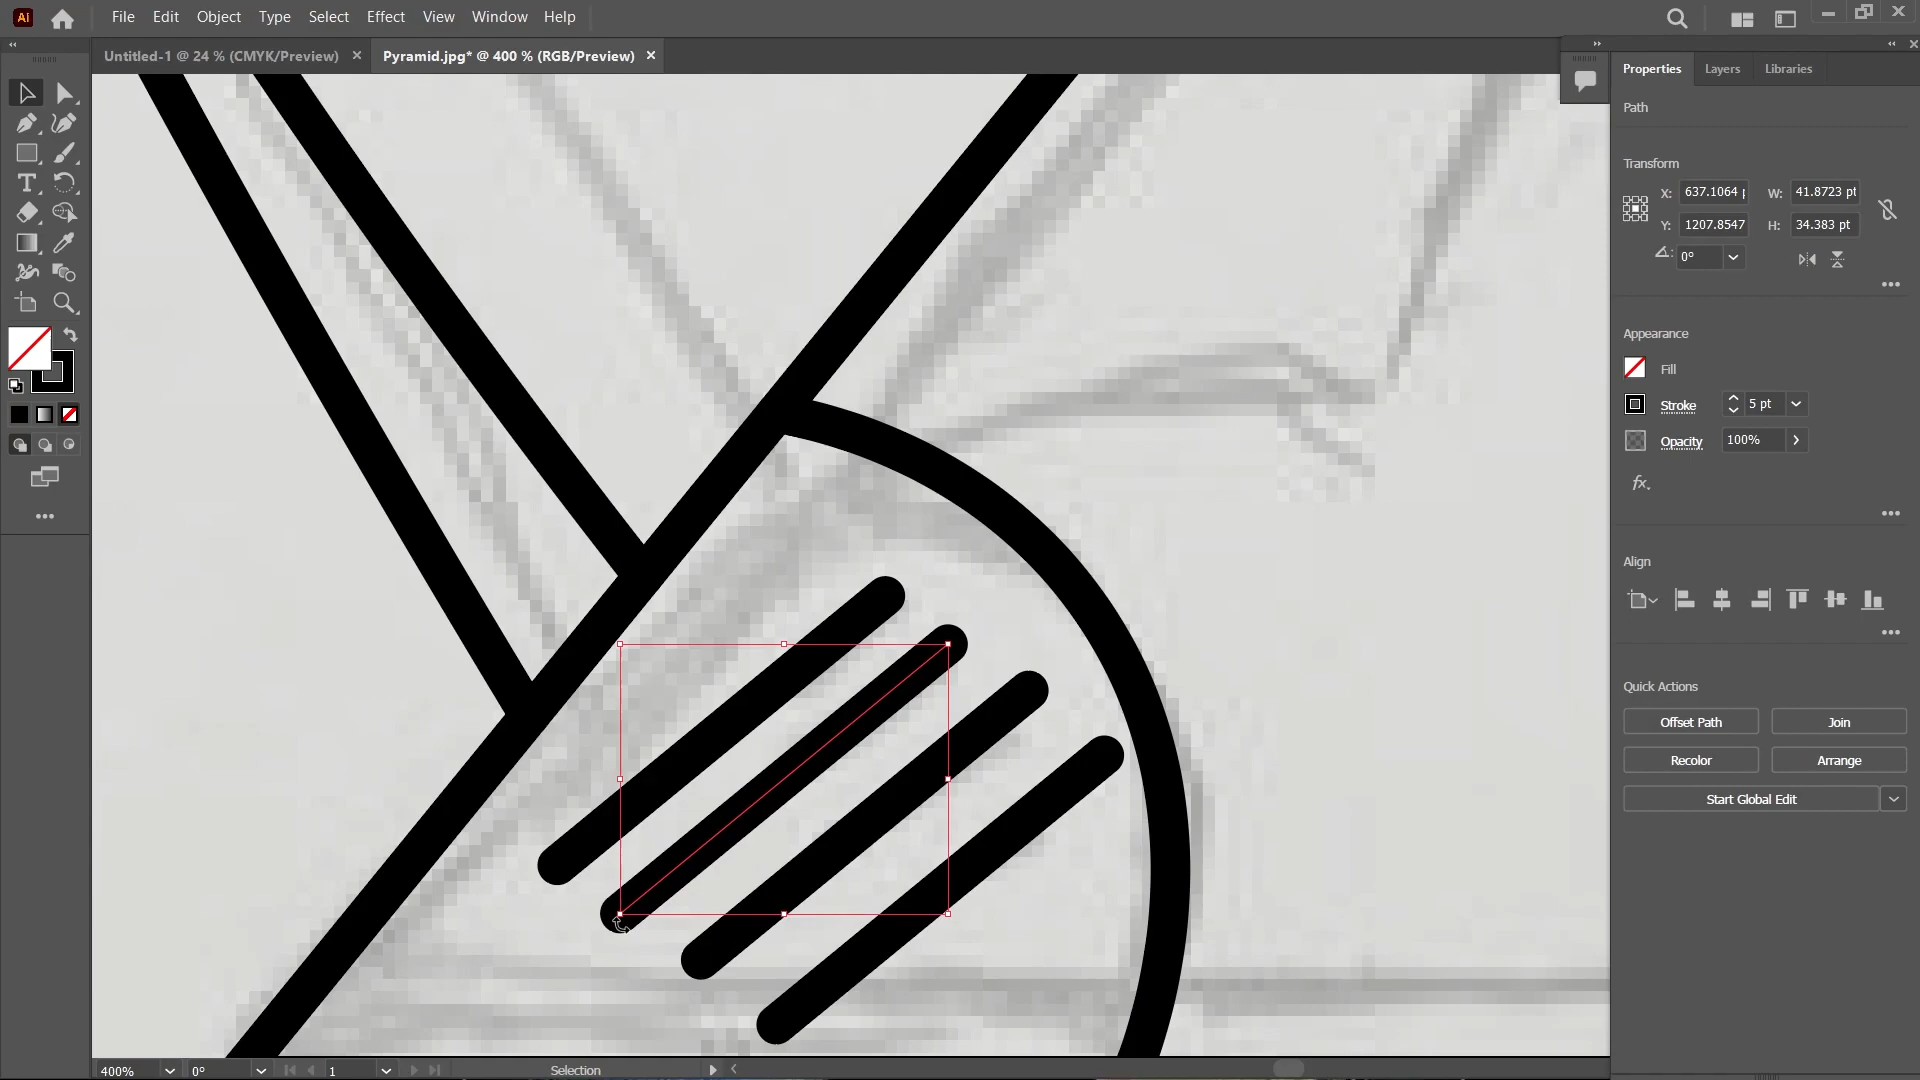 Ai File Edit Object Type Select Effect View Window Help
Untitled-1 @ 24 % (CMYK/Preview) Pyramid.jpg* @ 400 % (RGB/Preview)
Properties Layers Libraries
Path
Transform
X: 637.1064 W: 41.8723 pt
Y: 1207.8547 H: 34.383 pt
0°
Appearance
Fill
Stroke 5 pt
Opacity 100%
fx.
Align
Quick Actions
Offset Path Join
Recolor Arrange
Start Global Edit
400% 0° 1 Selection